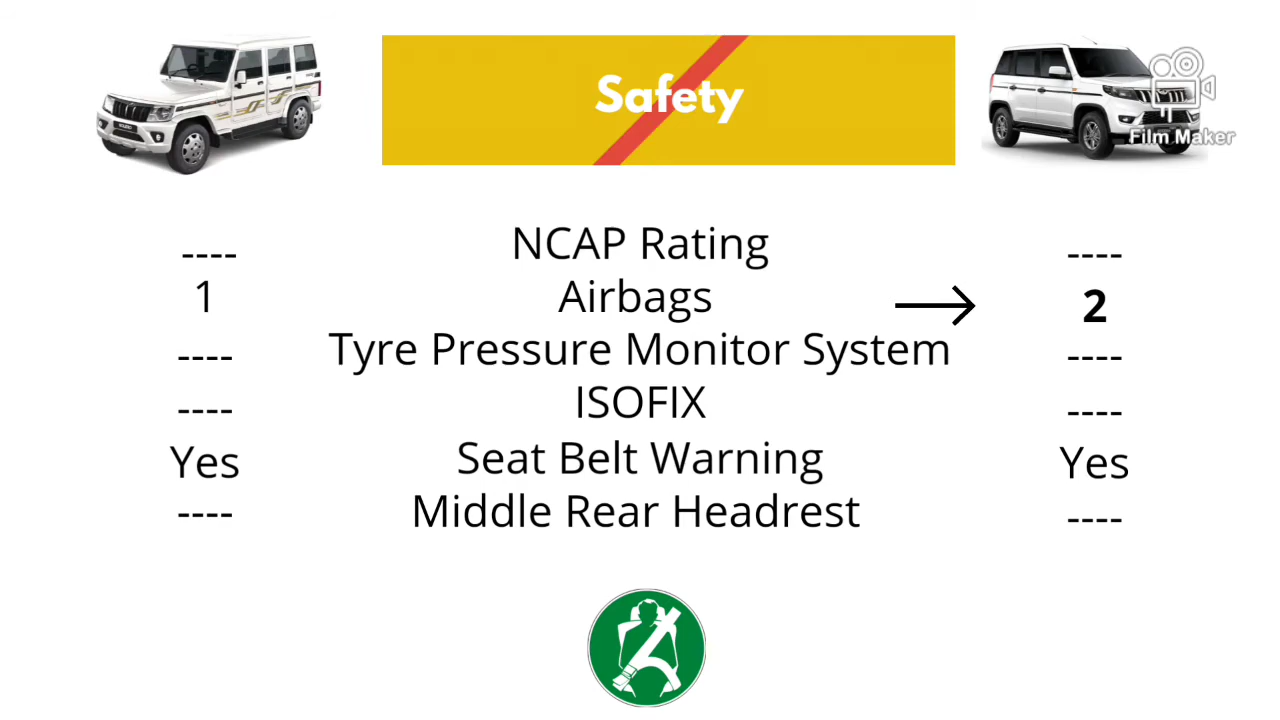 Safety
Film Maker
---- NCAP Rating ----
1 Airbags 2
---- Tyre Pressure Monitor System ----
---- ISOFIX ----
Yes Seat Belt Warning Yes
---- Middle Rear Headrest ----